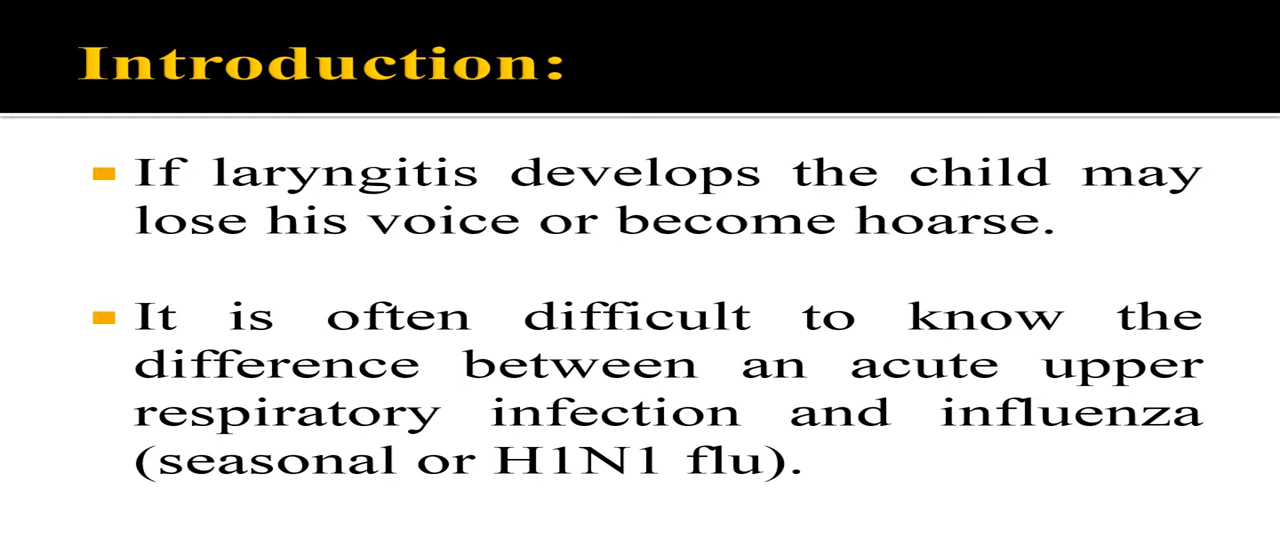 Introduction:
If laryngitis develops the child may
lose his voice or become hoarse.
It is often difficult to know the
difference between an acute upper
respiratory infection and influenza
(seasonal or H1N1 flu).